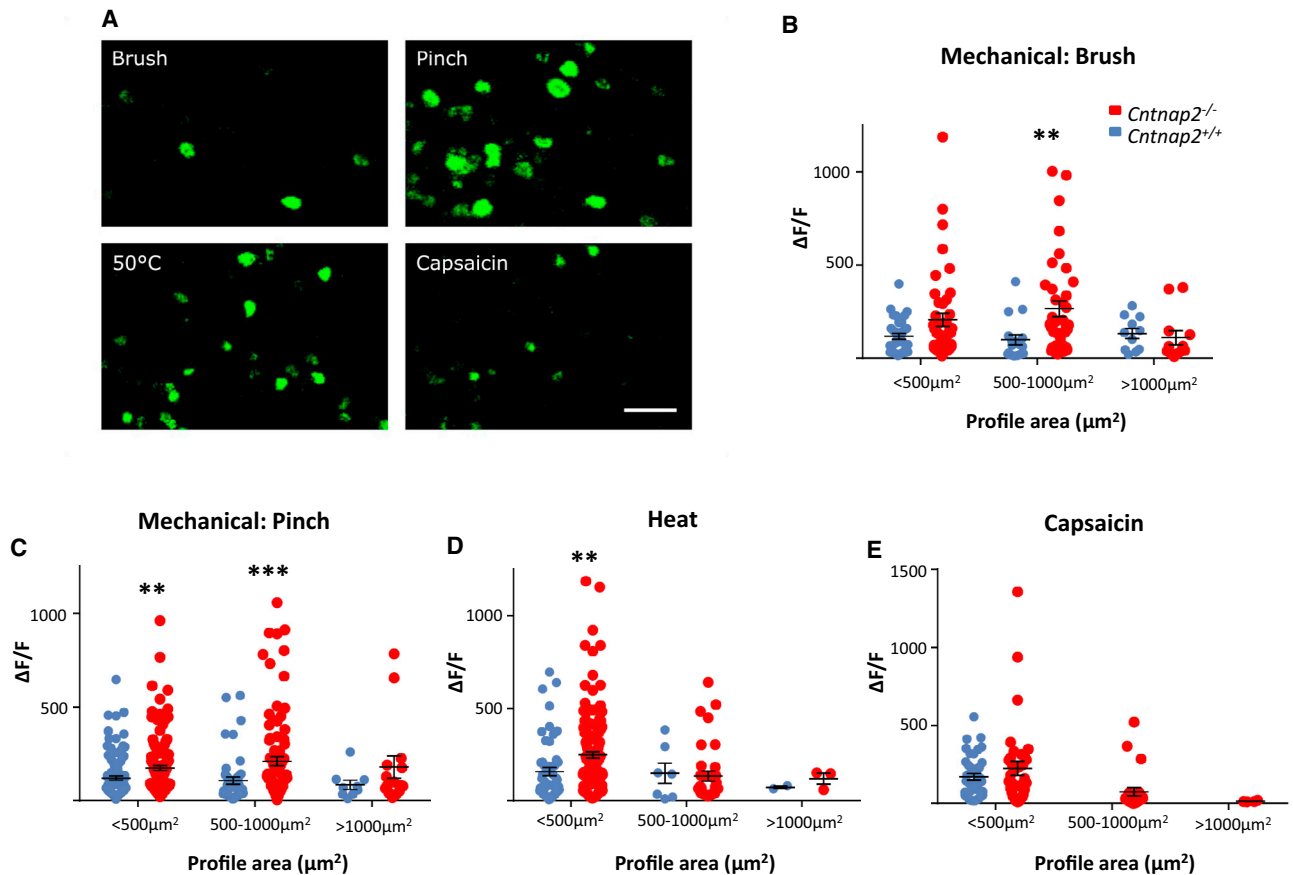 A
Brush
Pinch
50°C
Capsaicin
B
Mechanical: Brush
Cntnap2-/-
Cntnap2+/+
**
1000
500
ΔF/F
<500µm²
500-1000µm²
>1000µm²
Profile area (µm²)
C
Mechanical: Pinch
**
***
1000
500
ΔF/F
<500µm²
500-1000µm²
>1000µm²
Profile area (µm²)
D
Heat
**
1000
500
ΔF/F
<500µm²
500-1000µm²
>1000µm²
Profile area (µm²)
E
Capsaicin
1500
1000
500
ΔF/F
<500µm²
500-1000µm²
>1000µm²
Profile area (µm²)